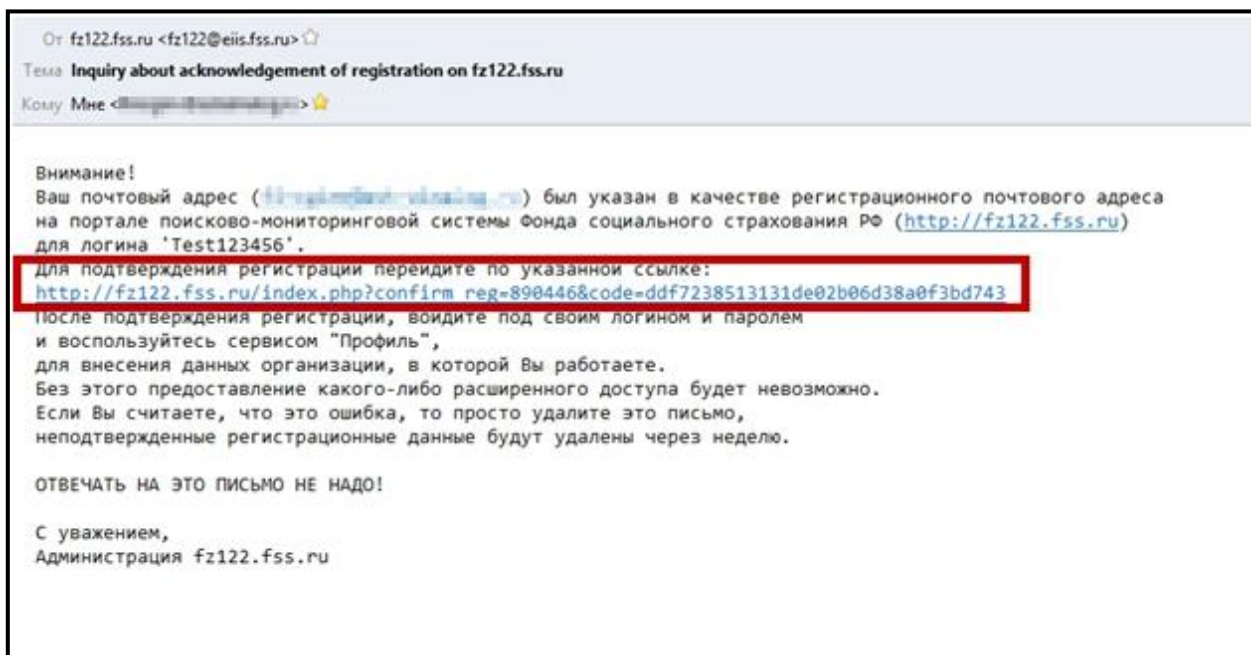 От fz122.fss.ru <fz122@eiis.fss.ru>
Тема Inquiry about acknowledgement of registration on fz122.fss.ru
Кому Мне < >
Внимание!
Ваш почтовый адрес ( ) был указан в качестве регистрационного почтового адреса
на портале поисково-мониторинговой системы Фонда социального страхования РФ (http://fz122.fss.ru)
для логина 'Test123456'.
Для подтверждения регистрации перейдите по указанной ссылке:
http://fz122.fss.ru/index.php?confirm_reg=890446&code=ddf7238513131de02b06d38a0f3bd743
После подтверждения регистрации, войдите под своим логином и паролем
и воспользуйтесь сервисом "Профиль",
для внесения данных организации, в которой Вы работаете.
Без этого предоставление какого-либо расширенного доступа будет невозможно.
Если Вы считаете, что это ошибка, то просто удалите это письмо,
неподтвержденные регистрационные данные будут удалены через неделю.
ОТВЕЧАТЬ НА ЭТО ПИСЬМО НЕ НАДО!
С уважением,
Администрация fz122.fss.ru